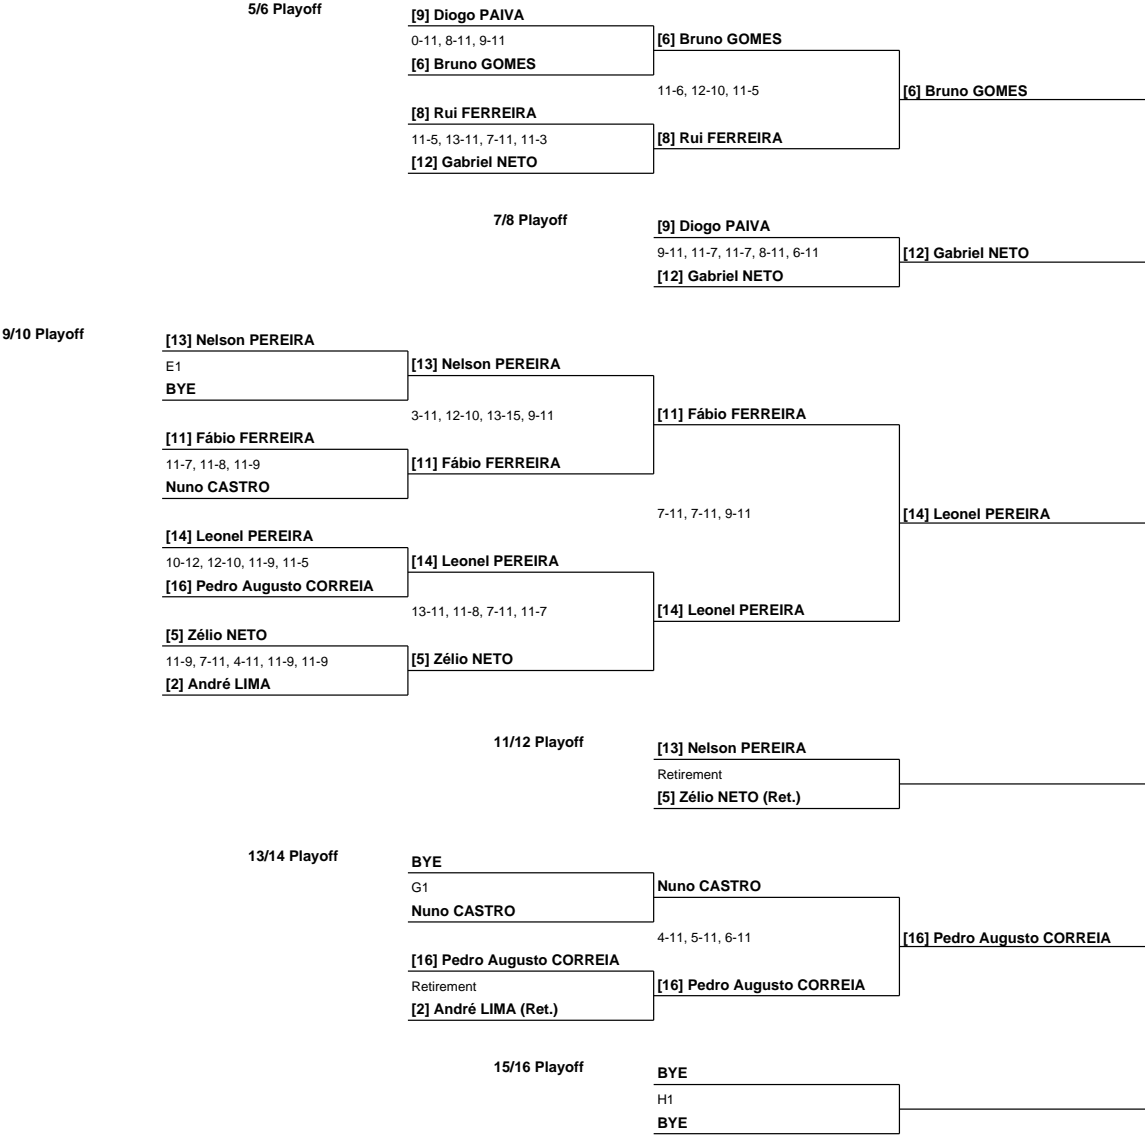 5/6 Playoff
[9] Diogo PAIVA
0-11, 8-11, 9-11
[6] Bruno GOMES
[6] Bruno GOMES
11-6, 12-10, 11-5
[6] Bruno GOMES
[8] Rui FERREIRA
11-5, 13-11, 7-11, 11-3
[8] Rui FERREIRA
[12] Gabriel NETO
7/8 Playoff
[9] Diogo PAIVA
9-11, 11-7, 11-7, 8-11, 6-11
[12] Gabriel NETO
[12] Gabriel NETO
9/10 Playoff
[13] Nelson PEREIRA
E1
[13] Nelson PEREIRA
BYE
3-11, 12-10, 13-15, 9-11
[11] Fábio FERREIRA
[11] Fábio FERREIRA
11-7, 11-8, 11-9
[11] Fábio FERREIRA
Nuno CASTRO
7-11, 7-11, 9-11
[14] Leonel PEREIRA
[14] Leonel PEREIRA
10-12, 12-10, 11-9, 11-5
[14] Leonel PEREIRA
[16] Pedro Augusto CORREIA
13-11, 11-8, 7-11, 11-7
[14] Leonel PEREIRA
[5] Zélio NETO
11-9, 7-11, 4-11, 11-9, 11-9
[5] Zélio NETO
[2] André LIMA
11/12 Playoff
[13] Nelson PEREIRA
Retirement
[5] Zélio NETO (Ret.)
13/14 Playoff
BYE
G1
Nuno CASTRO
Nuno CASTRO
4-11, 5-11, 6-11
[16] Pedro Augusto CORREIA
[16] Pedro Augusto CORREIA
Retirement
[16] Pedro Augusto CORREIA
[2] André LIMA (Ret.)
15/16 Playoff
BYE
H1
BYE